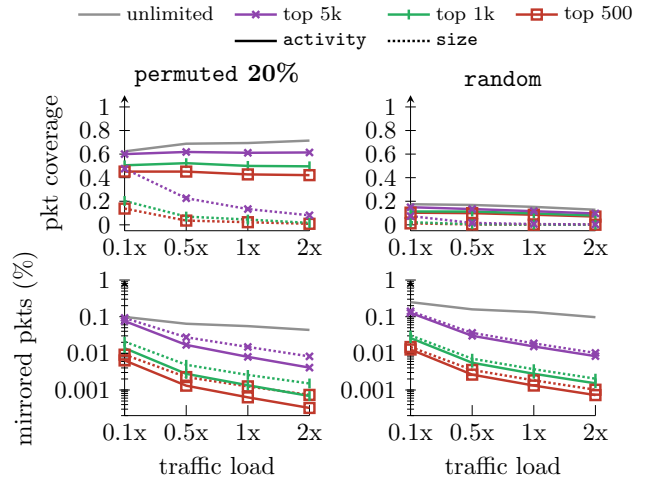 unlimited top 5k top 1k top 500
activity size
permuted 20% random
pkt coverage
1 1
0.8 0.8
0.6 0.6
0.4 0.4
0.2 0.2
0 0
0.1x 0.5x 1x 2x 0.1x 0.5x 1x 2x
mirrored pkts (%)
1 1
0.1 0.1
0.01 0.01
0.001 0.001
0.1x 0.5x 1x 2x 0.1x 0.5x 1x 2x
traffic load traffic load